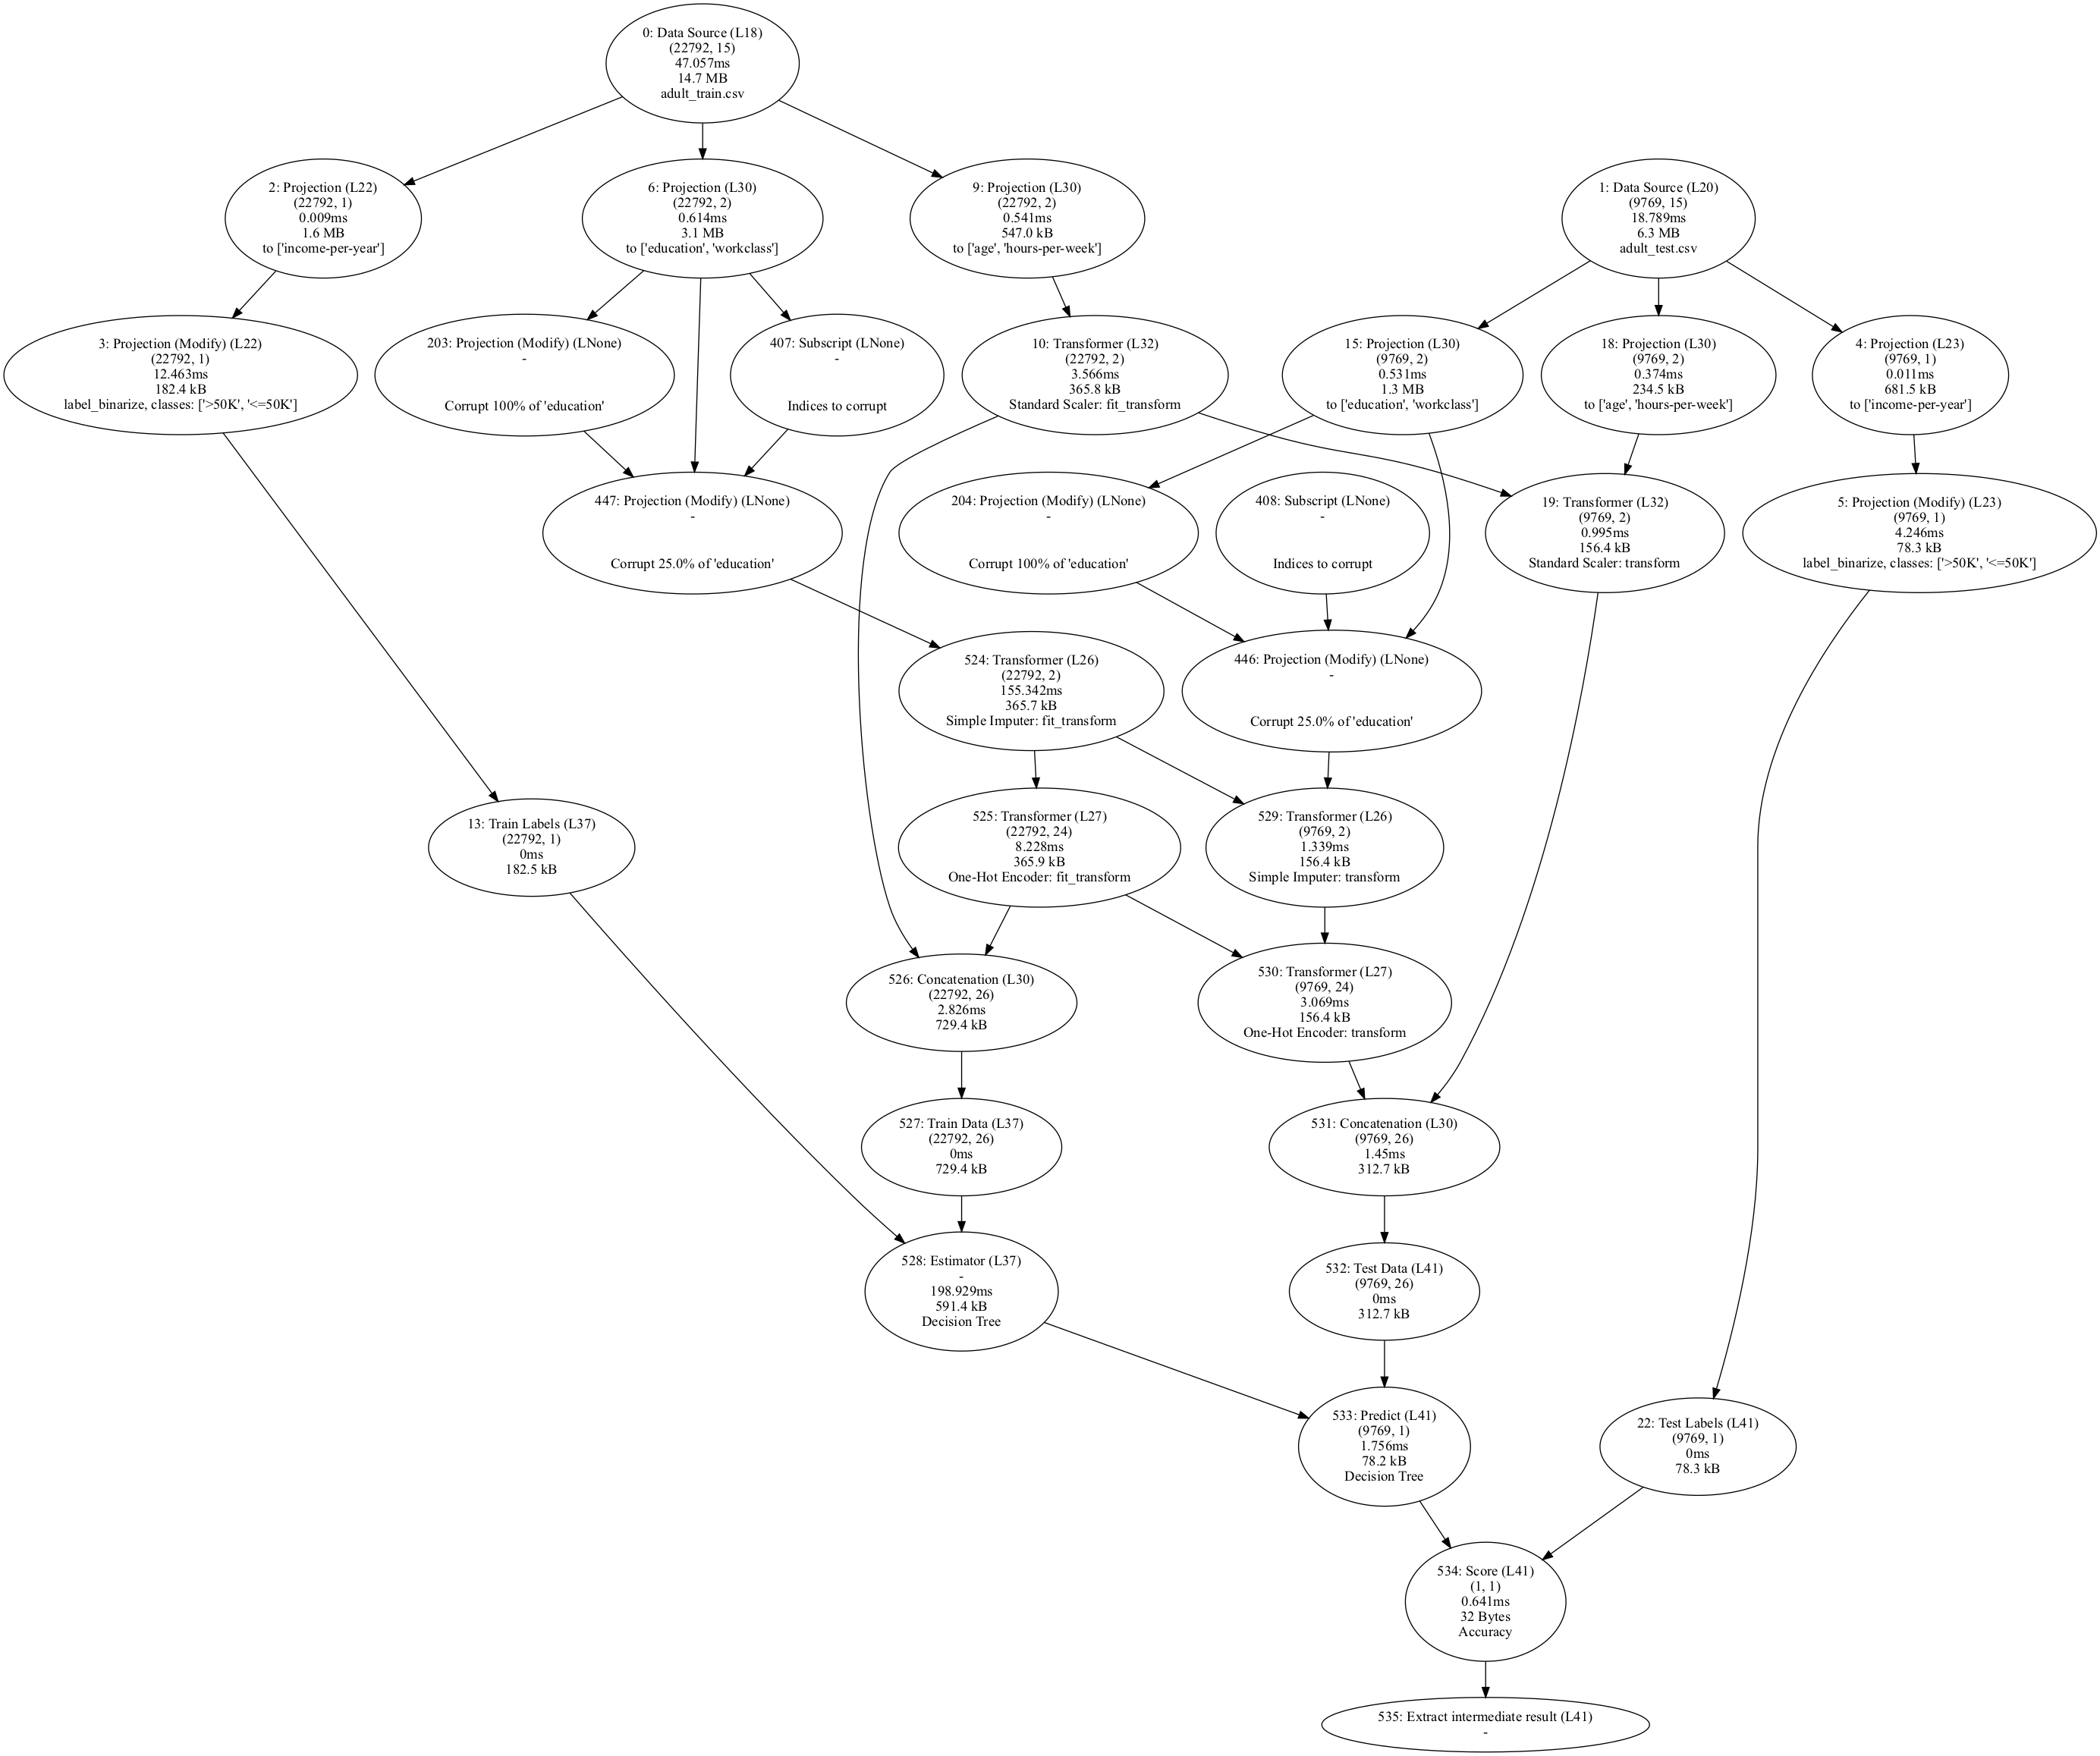 0: Data Source (L18)
(22792, 15)
47.057ms
14.7 MB
adult_train.csv
2: Projection (L22)
(22792, 1)
0.009ms
1.6 MB
to ['income-per-year']
6: Projection (L30)
(22792, 2)
0.614ms
3.1 MB
to ['education', 'workclass']
9: Projection (L30)
(22792, 2)
0.541ms
547.0 kB
to ['age', 'hours-per-week']
1: Data Source (L20)
(9769, 15)
18.789ms
6.3 MB
adult_test.csv
3: Projection (Modify) (L22)
(22792, 1)
12.463ms
182.4 kB
label_binarize, classes: ['>50K', '<=50K']
203: Projection (Modify) (LNone)
-
Corrupt 100% of 'education'
407: Subscript (LNone)
-
Indices to corrupt
10: Transformer (L32)
(22792, 2)
3.566ms
365.8 kB
Standard Scaler: fit_transform
15: Projection (L30)
(9769, 2)
0.531ms
1.3 MB
to ['education', 'workclass']
18: Projection (L30)
(9769, 2)
0.374ms
234.5 kB
to ['age', 'hours-per-week']
4: Projection (L23)
(9769, 1)
0.011ms
681.5 kB
to ['income-per-year']
447: Projection (Modify) (LNone)
-
Corrupt 25.0% of 'education'
204: Projection (Modify) (LNone)
-
Corrupt 100% of 'education'
408: Subscript (LNone)
-
Indices to corrupt
19: Transformer (L32)
(9769, 2)
0.995ms
156.4 kB
Standard Scaler: transform
5: Projection (Modify) (L23)
(9769, 1)
4.246ms
78.3 kB
label_binarize, classes: ['>50K', '<=50K']
524: Transformer (L26)
(22792, 2)
155.342ms
365.7 kB
Simple Imputer: fit_transform
446: Projection (Modify) (LNone)
-
Corrupt 25.0% of 'education'
13: Train Labels (L37)
(22792, 1)
0ms
182.5 kB
525: Transformer (L27)
(22792, 24)
8.228ms
365.9 kB
One-Hot Encoder: fit_transform
529: Transformer (L26)
(9769, 2)
1.339ms
156.4 kB
Simple Imputer: transform
526: Concatenation (L30)
(22792, 26)
2.826ms
729.4 kB
530: Transformer (L27)
(9769, 24)
3.069ms
156.4 kB
One-Hot Encoder: transform
527: Train Data (L37)
(22792, 26)
0ms
729.4 kB
531: Concatenation (L30)
(9769, 26)
1.45ms
312.7 kB
528: Estimator (L37)
-
198.929ms
591.4 kB
Decision Tree
532: Test Data (L41)
(9769, 26)
0ms
312.7 kB
533: Predict (L41)
(9769, 1)
1.756ms
78.2 kB
Decision Tree
22: Test Labels (L41)
(9769, 1)
0ms
78.3 kB
534: Score (L41)
(1, 1)
0.641ms
32 Bytes
Accuracy
535: Extract intermediate result (L41)
-